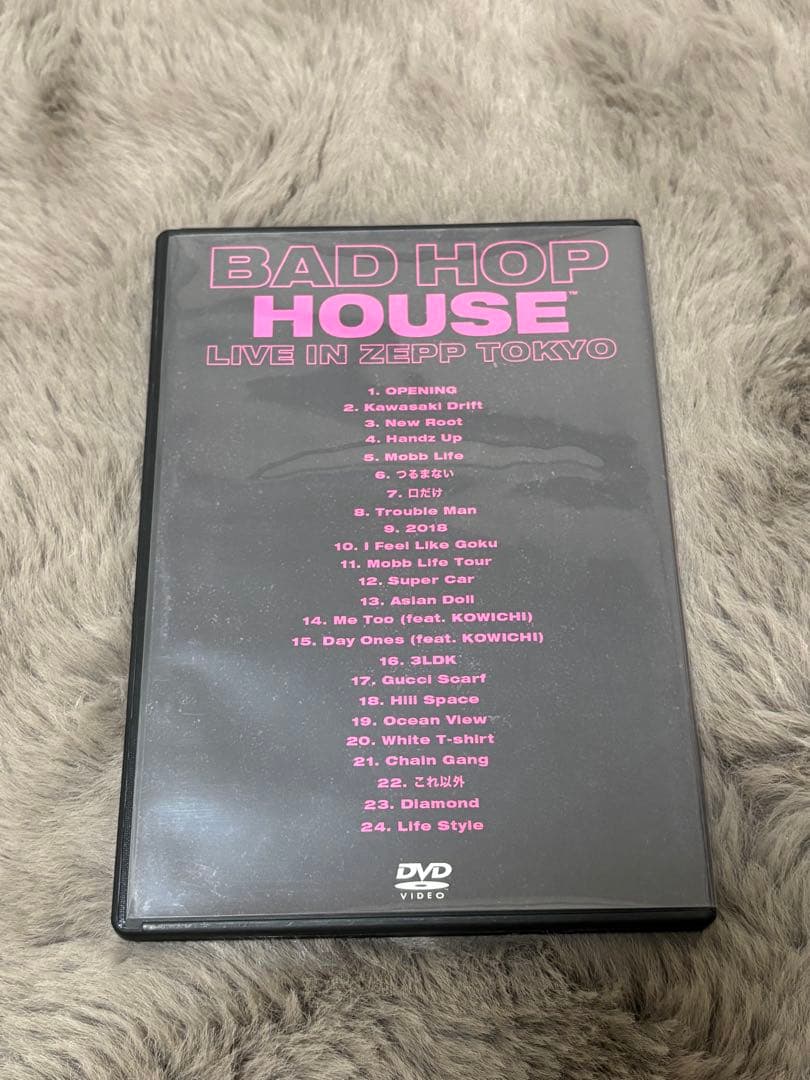 BAD HOP
HOUSE™
LIVE IN ZEPP TOKYO
1. OPENING
2. Kawasaki Drift
3. New Root
4. Handz Up
5. Mobb Life
6. つるまない
7. 口だけ
8. Trouble Man
9. 2018
10. I Feel Like Goku
11. Mobb Life Tour
12. Super Car
13. Asian Doll
14. Me Too (feat. KOWICHI)
15. Day Ones (feat. KOWICHI)
16. 3LDK
17. Gucci Scarf
18. Hiii Space
19. Ocean View
20. White T-shirt
21. Chain Gang
22. これ以外
23. Diamond
24. Life Style
DVD
VIDEO